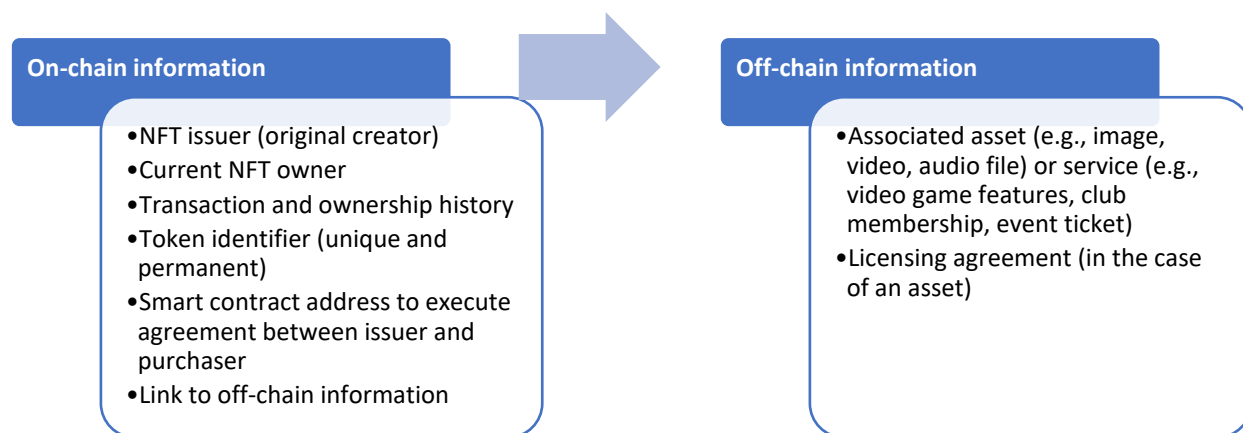 On-chain information
•NFT issuer (original creator)
•Current NFT owner
•Transaction and ownership history
•Token identifier (unique and
permanent)
•Smart contract address to execute
agreement between issuer and
purchaser
•Link to off-chain information
Off-chain information
•Associated asset (e.g., image,
video, audio file) or service (e.g.,
video game features, club
membership, event ticket)
•Licensing agreement (in the case
of an asset)